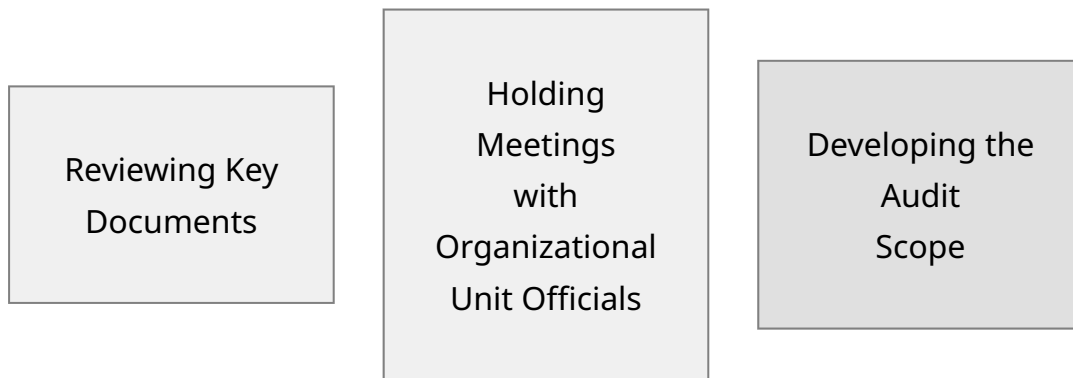 Reviewing Key
Documents
Holding
Meetings
with
Organizational
Unit Officials
Developing the
Audit
Scope